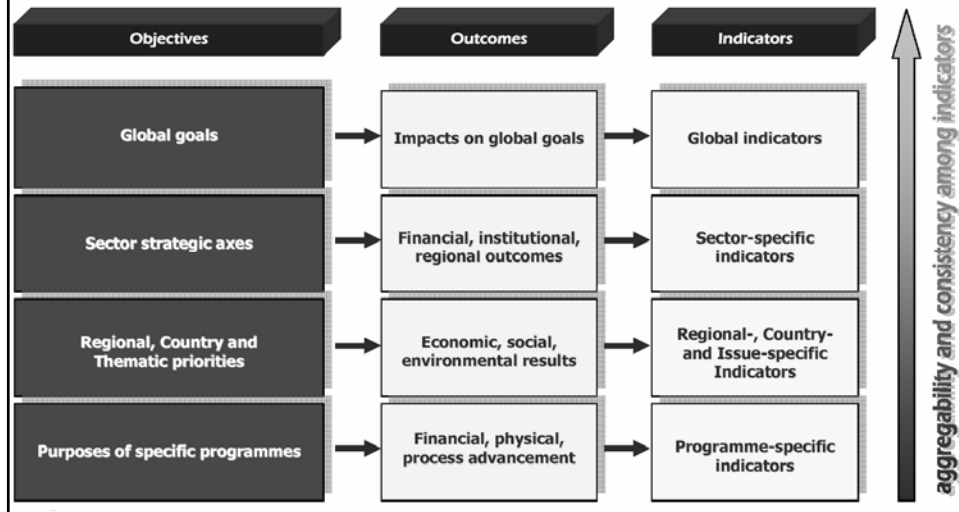 Objectives
Outcomes
Indicators
Global goals
Impacts on global goals
Global indicators
Sector strategic axes
Financial, institutional,
regional outcomes
Sector-specific
indicators
Regional, Country and
Thematic priorities
Economic, social,
environmental results
Regional-, Country-
and Issue-specific
Indicators
Purposes of specific programmes
Financial, physical,
process advancement
Programme-specific
indicators
aggregability and consistency among indicators